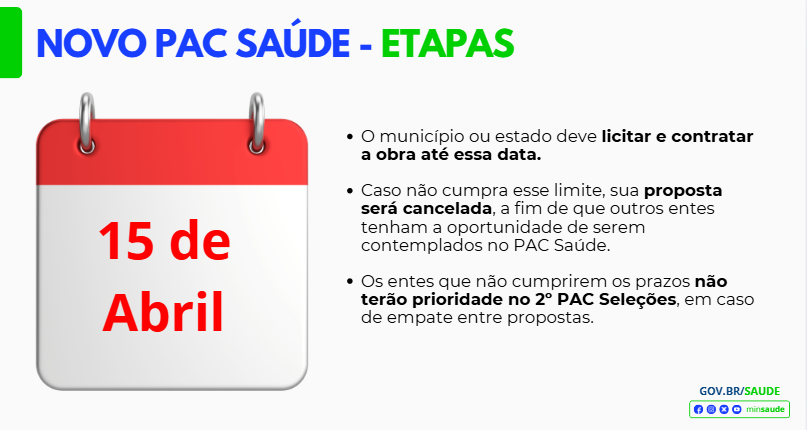 NOVO PAC SAÚDE - ETAPAS
15 de
Abril
• O município ou estado deve licitar e contratar
a obra até essa data.
• Caso não cumpra esse limite, sua proposta
será cancelada, a fim de que outros entes
tenham a oportunidade de serem
contemplados no PAC Saúde.
• Os entes que não cumprirem os prazos não
terão prioridade no 2º PAC Seleções, em caso
de empate entre propostas.
GOV.BR/SAUDE
minsaude